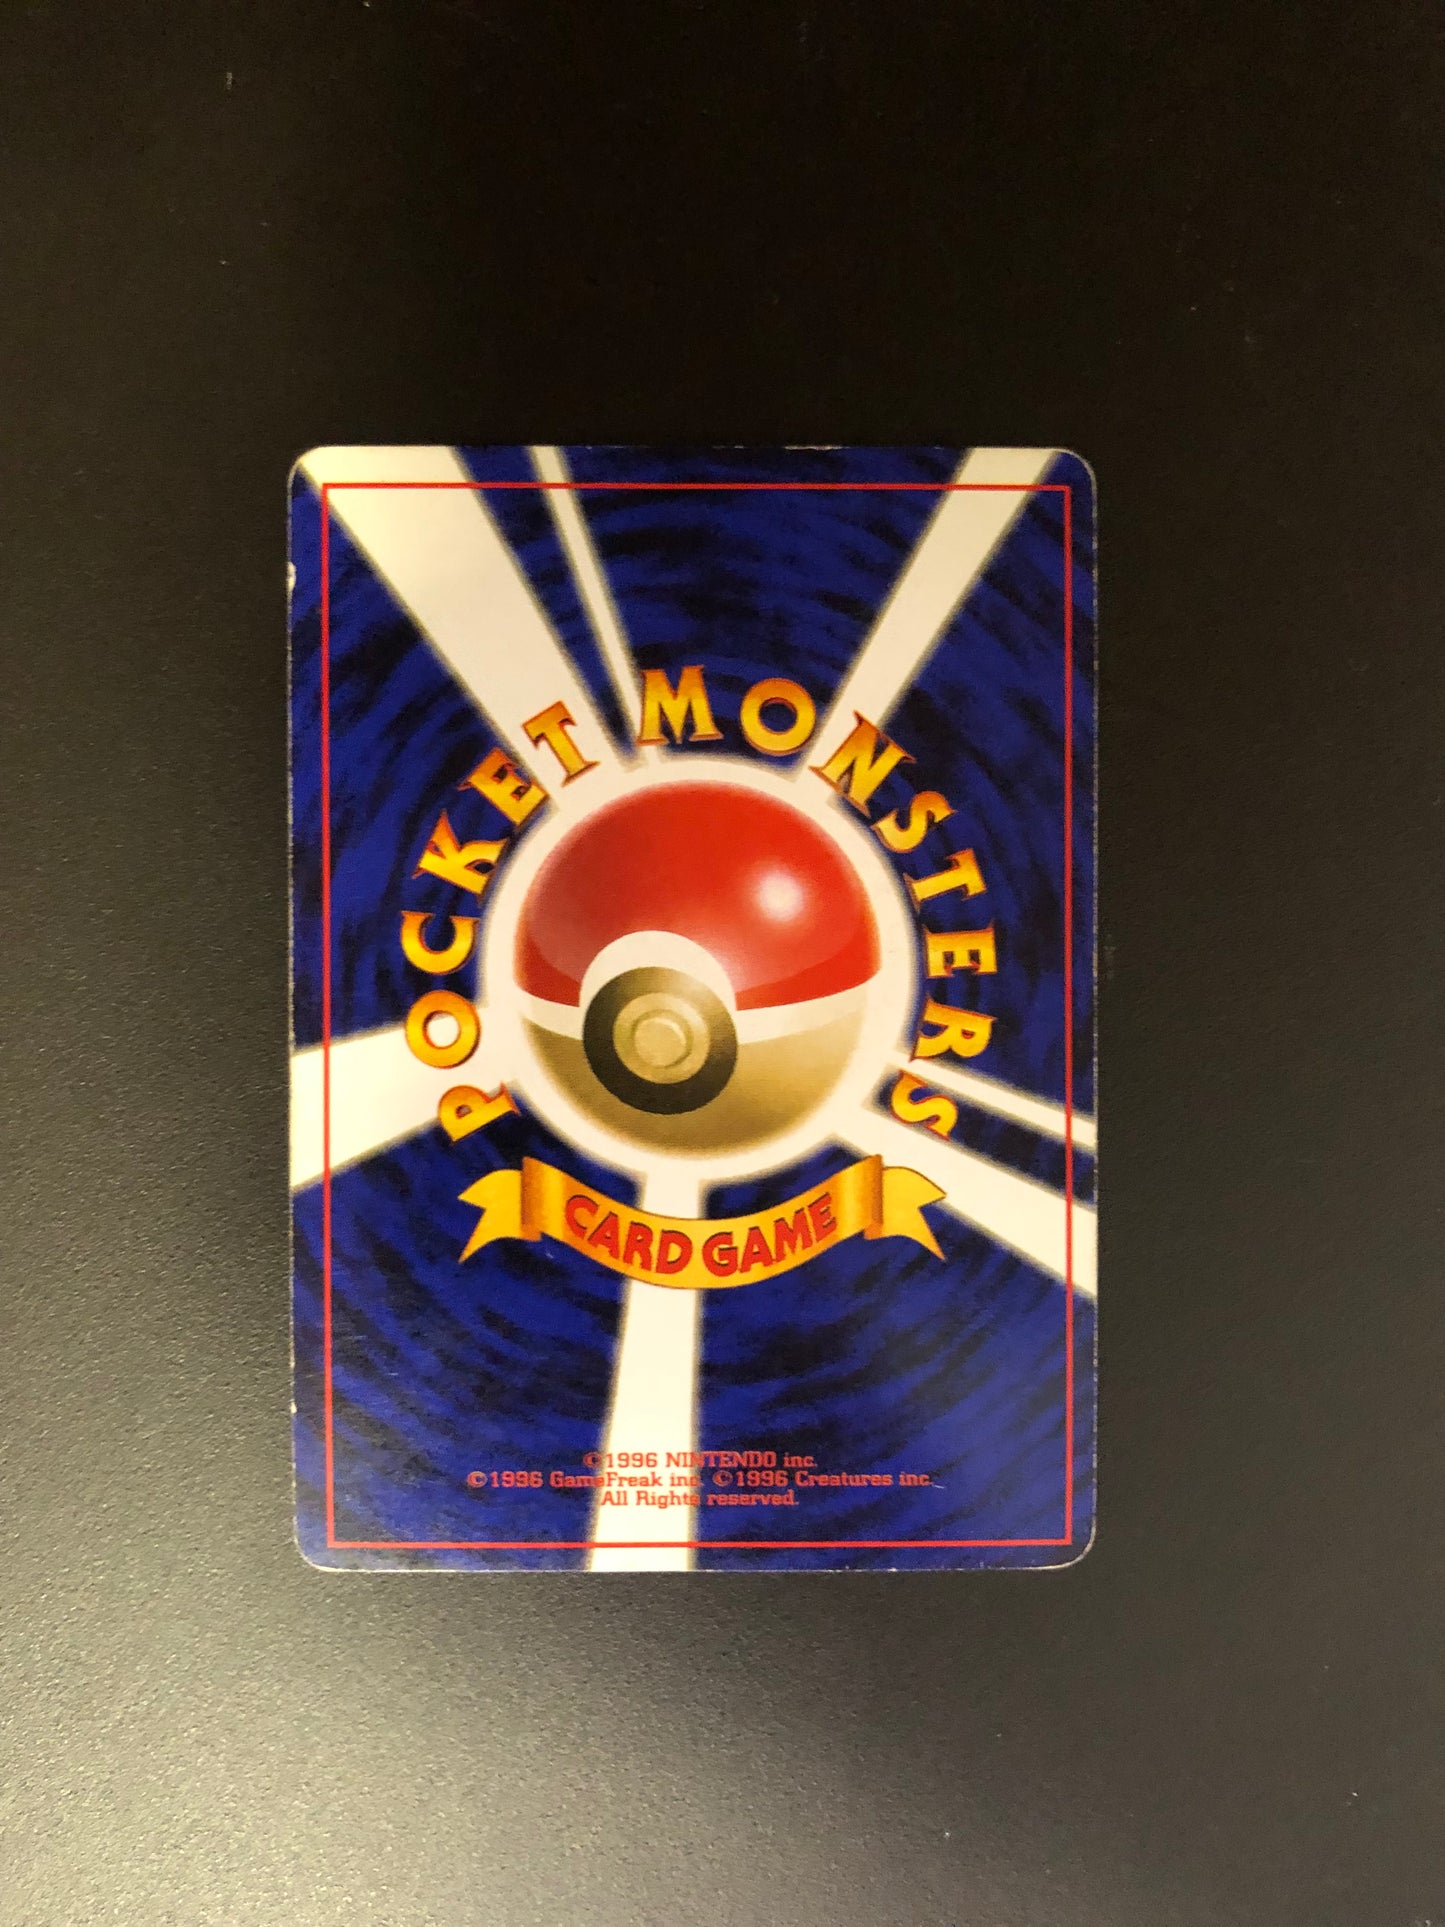 POCKET MONSTERS
CARD GAME
©1996 NINTENDO inc.
©1996 GameFreak inc. ©1996 Creatures inc.
All Rights reserved.